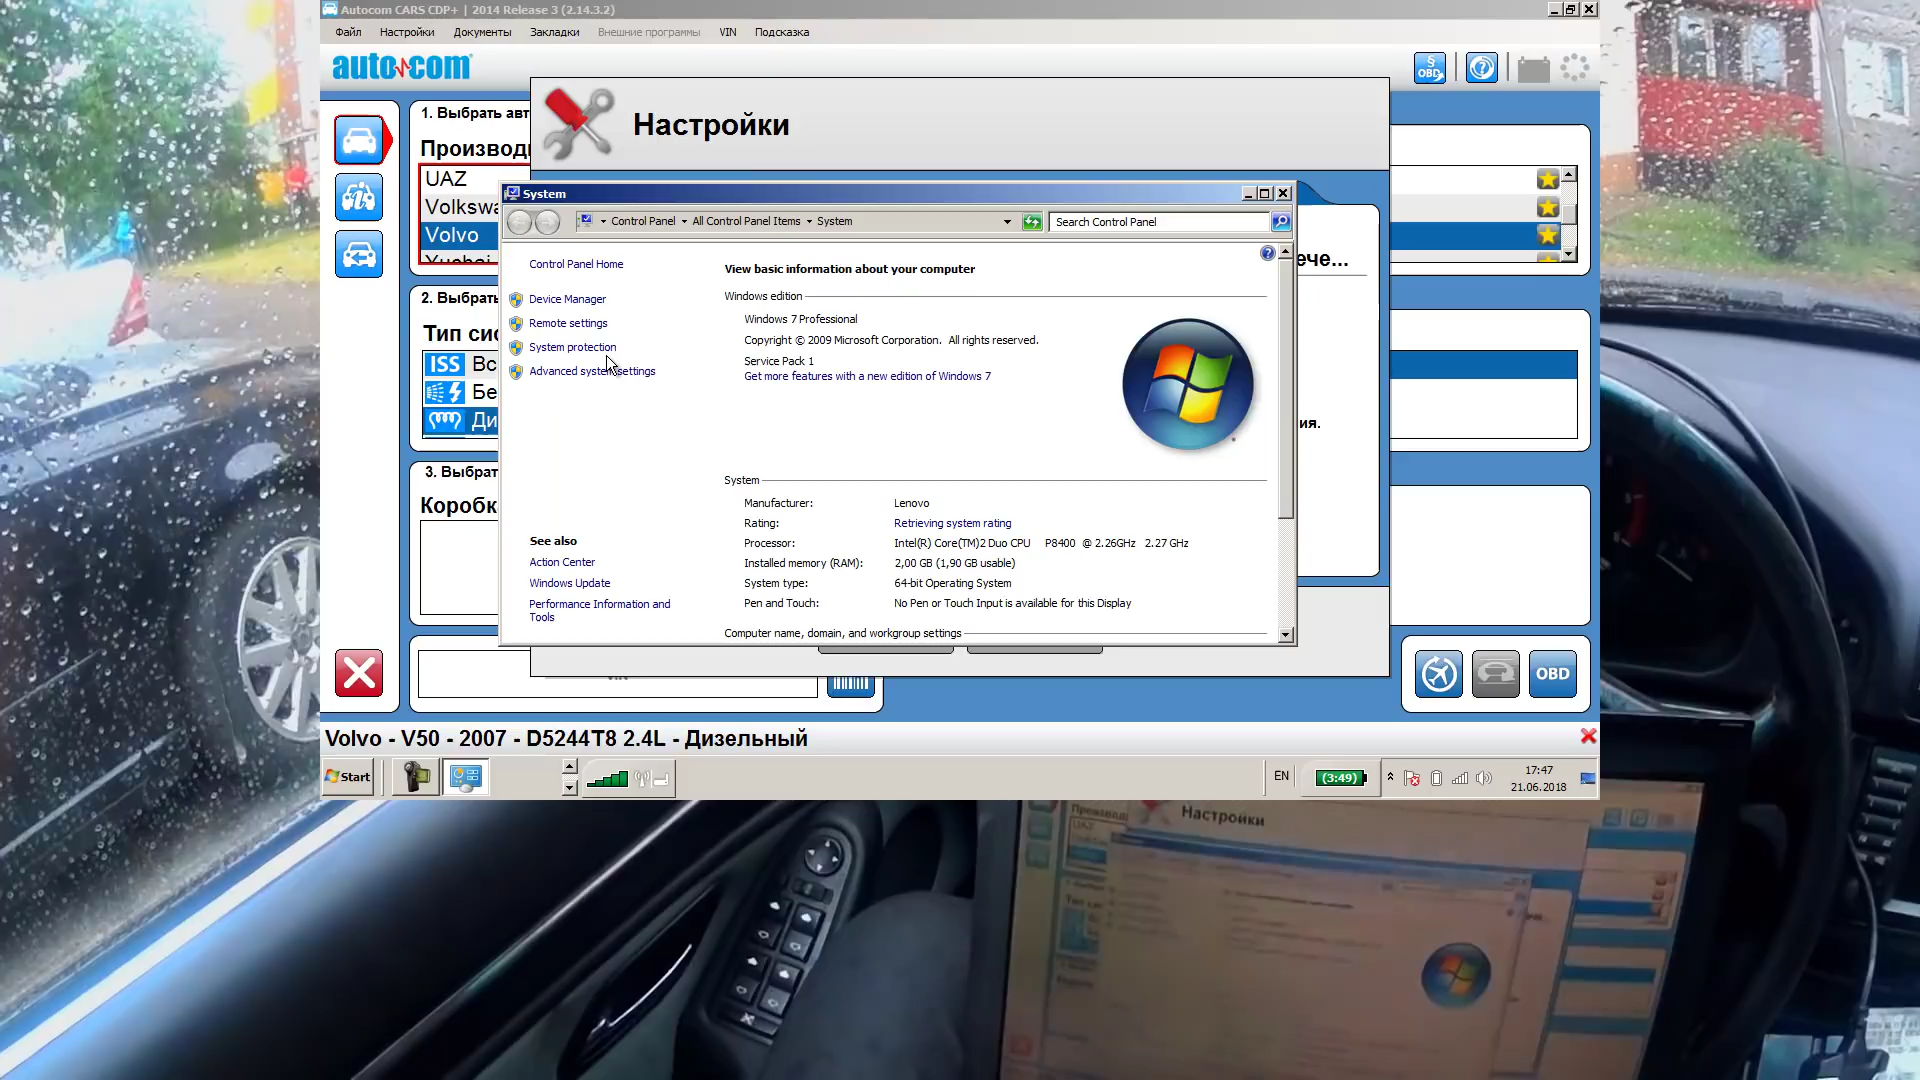 Autocom CARS CDP+ | 2014 Release 3 (2.14.3.2)
Файл Настройки Документы Закладки Внешние программы VIN Подсказка
auto com
§ OBD
1. Выбрать авт
Настройки
UAZ
Volkswa
Volvo
System
Control Panel All Control Panel Items System
Search Control Panel
Control Panel Home
Device Manager
Remote settings
System protection
Advanced system settings
See also
Action Center
Windows Update
Performance Information and
Tools
View basic information about your computer
Windows edition
Windows 7 Professional
Copyright © 2009 Microsoft Corporation. All rights reserved.
Service Pack 1
Get more features with a new edition of Windows 7
System
Manufacturer: Lenovo
Rating: Retrieving system rating
Processor: Intel(R) Core(TM)2 Duo CPU P8400 @ 2.26GHz 2.27 GHz
Installed memory (RAM): 2,00 GB (1,90 GB usable)
System type: 64-bit Operating System
Pen and Touch: No Pen or Touch Input is available for this Display
Computer name, domain, and workgroup settings
ече...
ия.
2. Выбрать
Тип сис
ISS Вс
Бе
Ди
3. Выбрат
Коробк
OBD
Volvo - V50 - 2007 - D5244T8 2.4L - Дизельный
Start
EN
(3:49)
17:47
21.06.2018
Настройки